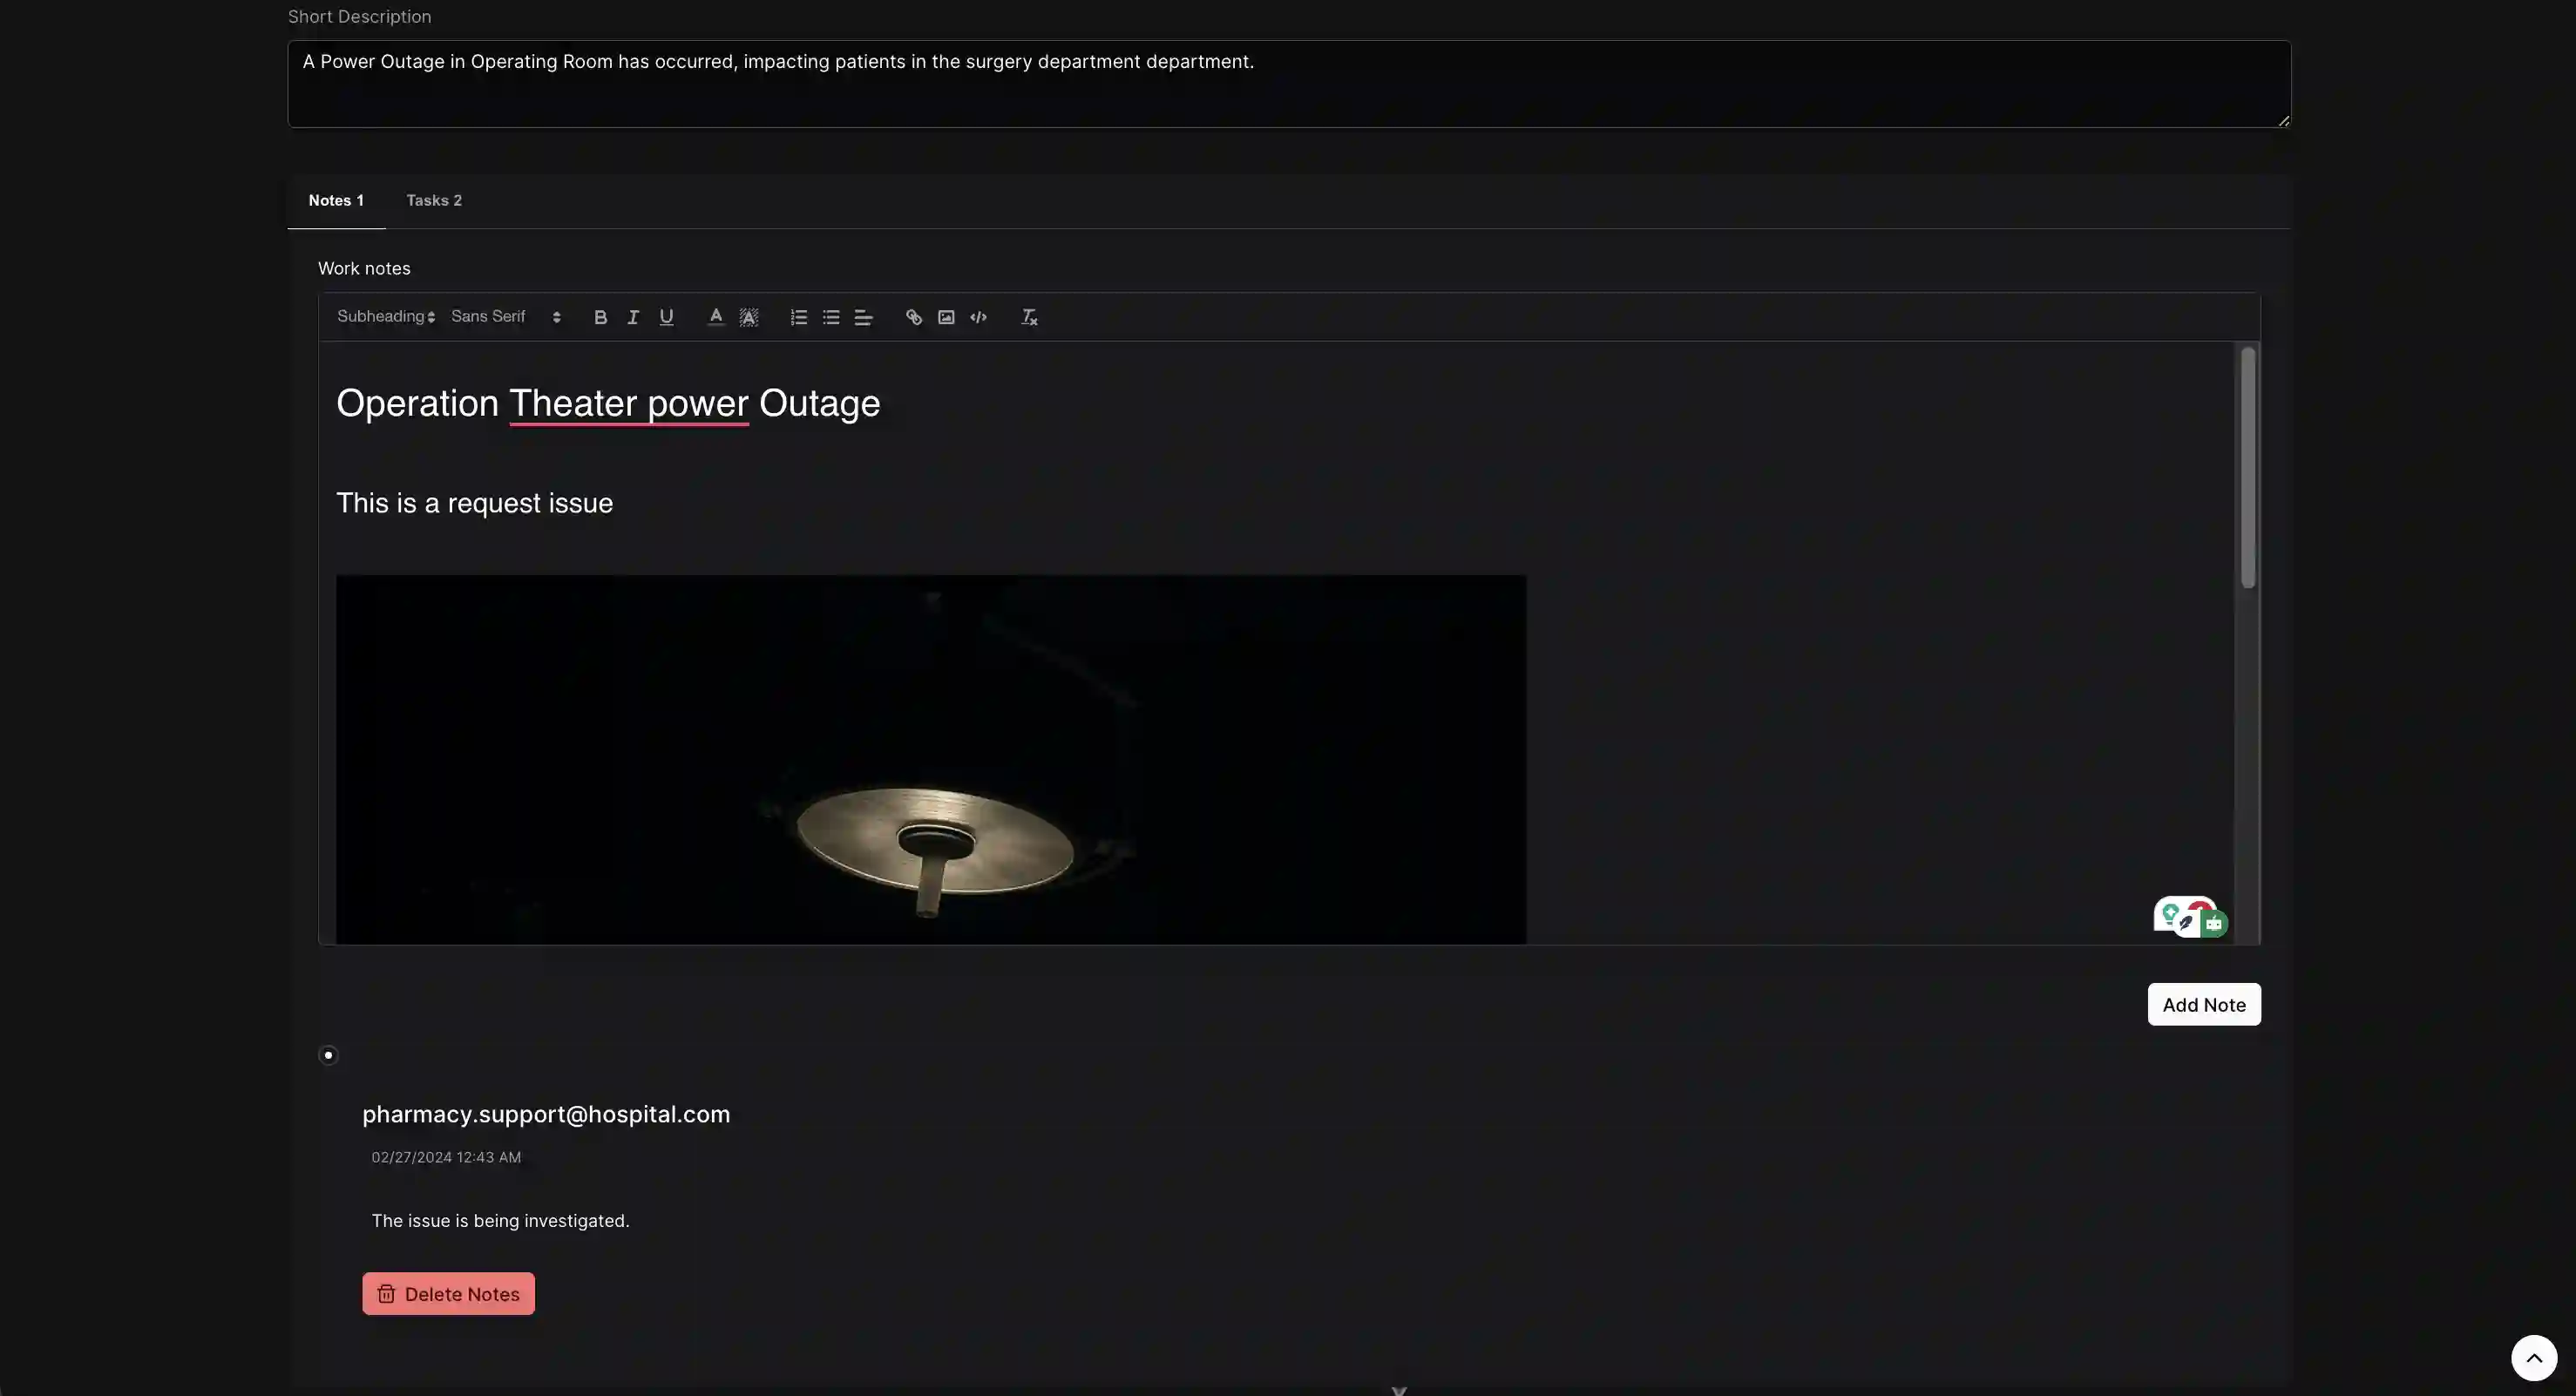 Short Description
A Power Outage in Operating Room has occurred, impacting patients in the surgery department department.
Notes 1 Tasks 2
Work notes
Subheading Sans Serif
Operation Theater power Outage
This is a request issue
Add Note
pharmacy.support@hospital.com
02/27/2024 12:43 AM
The issue is being investigated.
Delete Notes